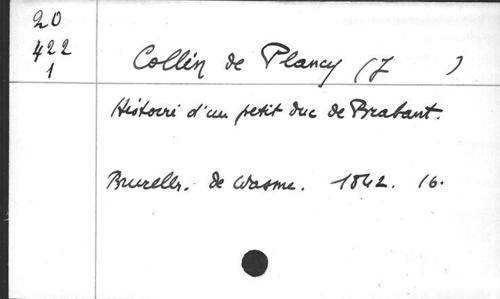 20
422
1
Collin de Plancy (J )
Histoire d'un petit duc de Brabant.
Bruxelles. de Wasme. 1842. 16.